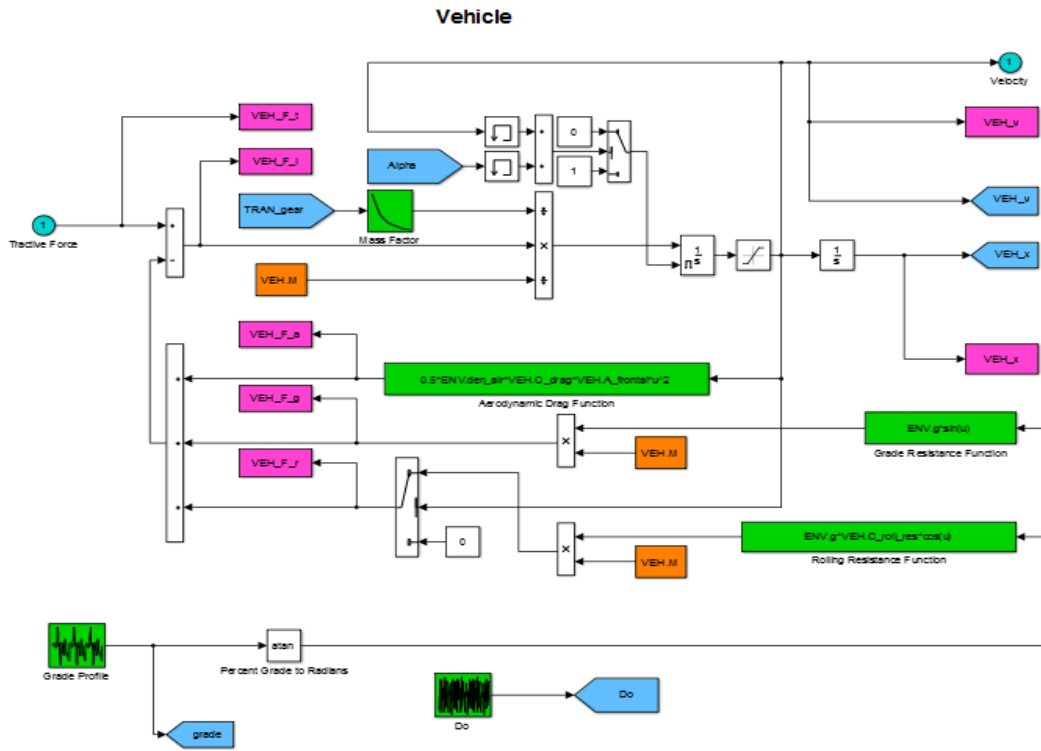 Vehicle
1
Velocity
VEH_F_t
VEH_v
VEH_F_i
Alpha
0
1
TRAN_gear
VEH_v
Mass Factor
1
Tractive Force
+
-
÷
×
÷
1
s
1
s
VEH_x
VEH.M
VEH_F_a
VEH_x
0.5*ENV.den_air*VEH.C_drag*VEH.A_frontal*u^2
Aerodynamic Drag Function
VEH_F_g
ENV.g*sin(u)
Grade Resistance Function
×
VEH.M
VEH_F_r
0
ENV.g*VEH.C_roll_res*cos(u)
Rolling Resistance Function
×
VEH.M
Grade Profile
atan
Percent Grade to Radians
Do
Do
grade